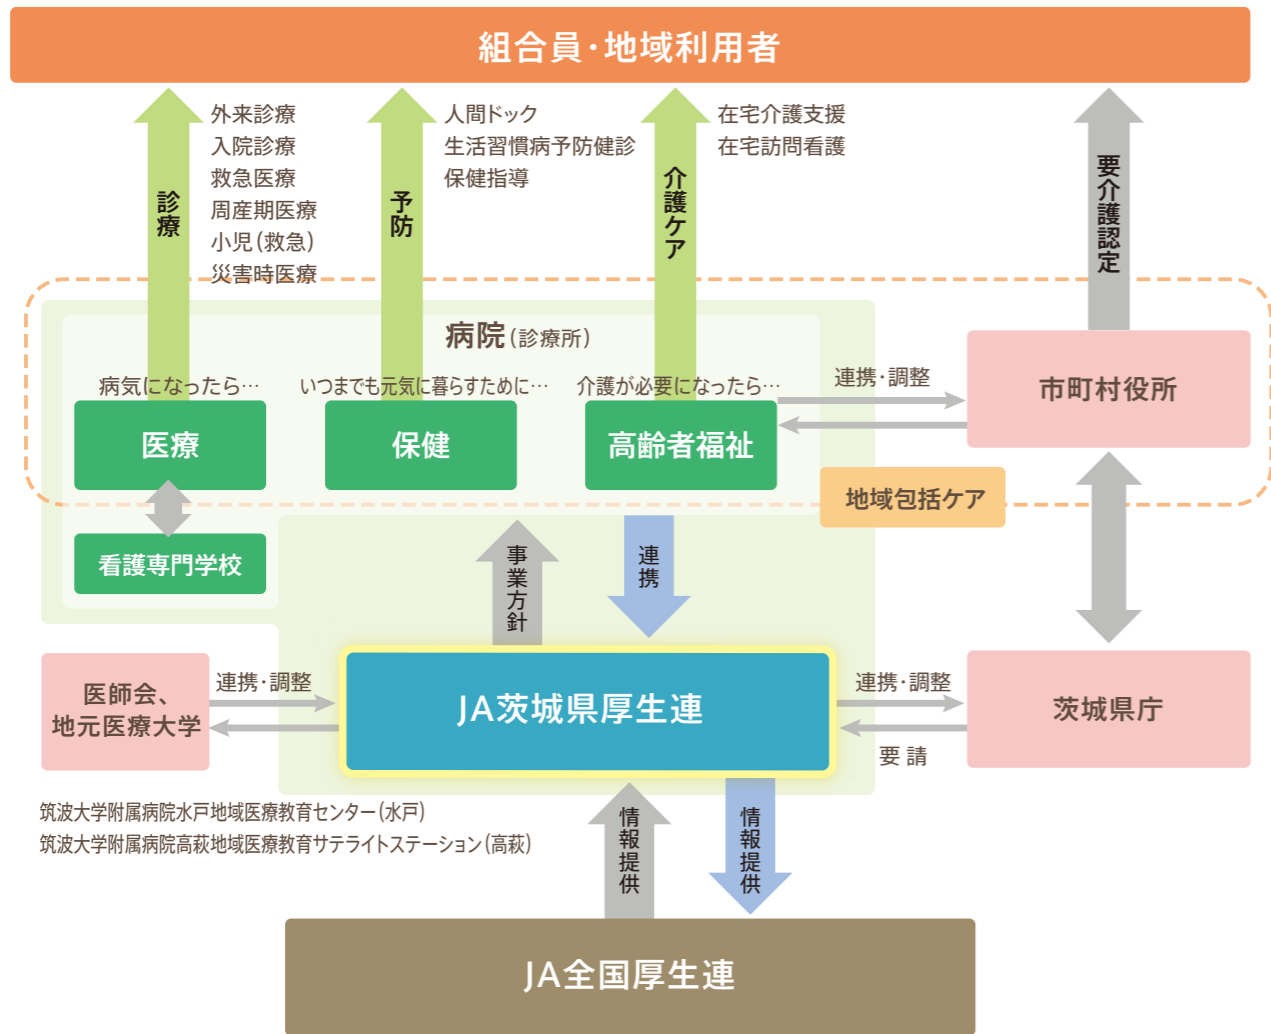 組合員・地域利用者
診療
外来診療
入院診療
救急医療
周産期医療
小児(救急)
災害時医療
予防
人間ドック
生活習慣病予防健診
保健指導
介護ケア
在宅介護支援
在宅訪問看護
要介護認定
病院(診療所)
病気になったら…
いつまでも元気に暮らすために…
介護が必要になったら…
医療
保健
高齢者福祉
連携・調整
市町村役所
地域包括ケア
看護専門学校
事業方針
連携
医師会、
地元医療大学
連携・調整
JA茨城県厚生連
連携・調整
要 請
茨城県庁
筑波大学附属病院水戸地域医療教育センター(水戸)
筑波大学附属病院高萩地域医療教育サテライトステーション(高萩)
情報提供
情報提供
JA全国厚生連